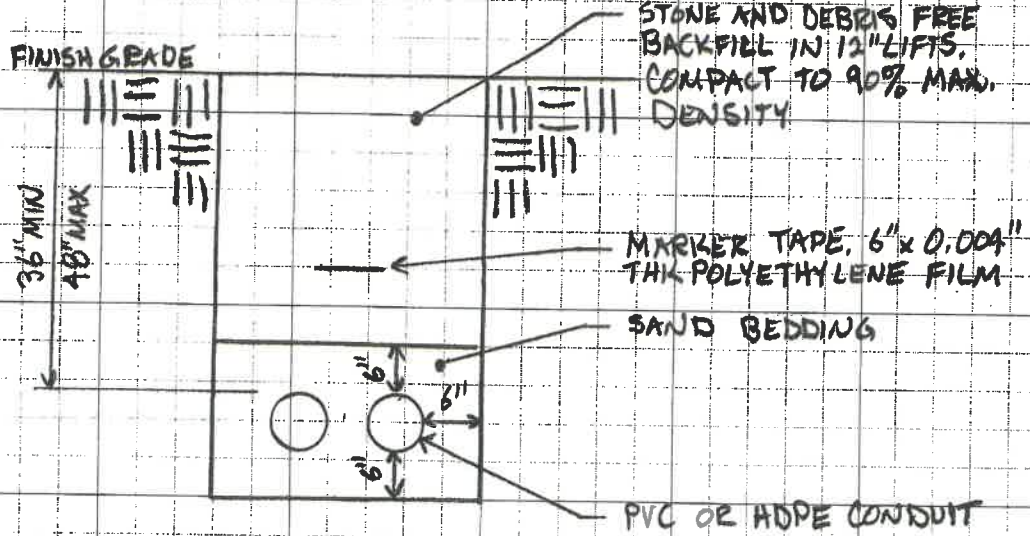 STONE AND DEBRIS FREE
BACKFILL IN 12" LIFTS.
COMPACT TO 90% MAX.
DENSITY
FINISH GRADE
36" MIN
48" MAX
MARKER TAPE, 6" x 0.004"
THK POLYETHYLENE FILM
SAND BEDDING
6"
6"
6"
PVC OR HDPE CONDUIT